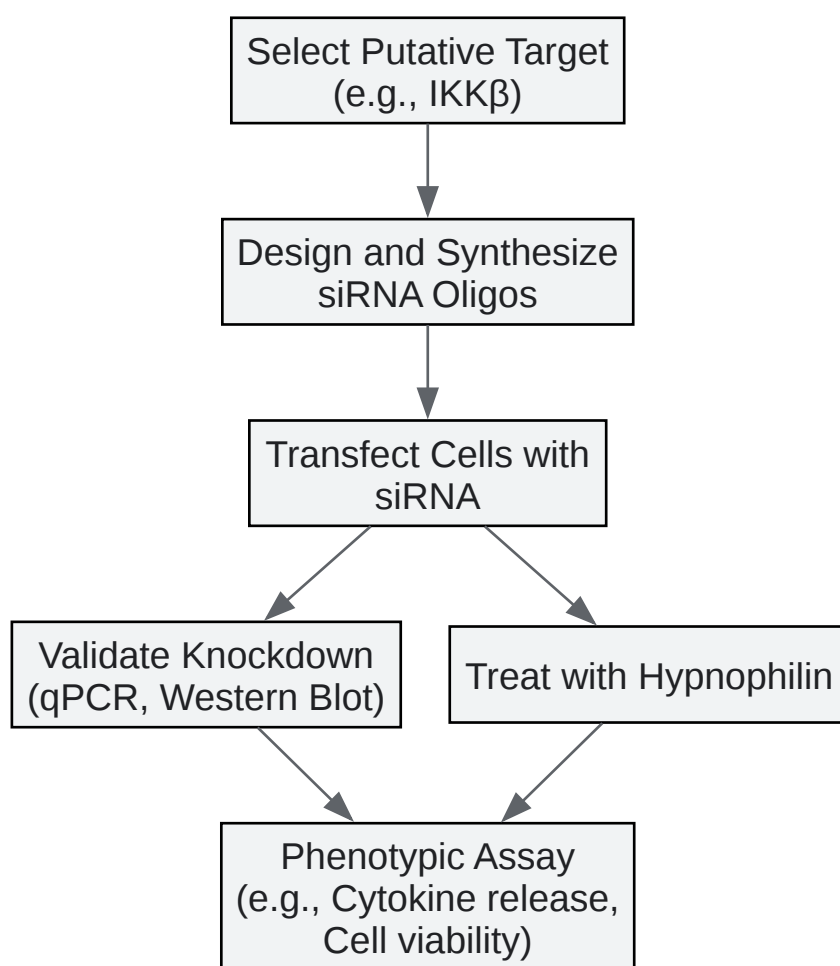 Select Putative Target
(e.g., IKKβ)
Design and Synthesize
siRNA Oligos
Transfect Cells with
siRNA
Validate Knockdown
(qPCR, Western Blot)
Treat with Hypnophilin
Phenotypic Assay
(e.g., Cytokine release,
Cell viability)